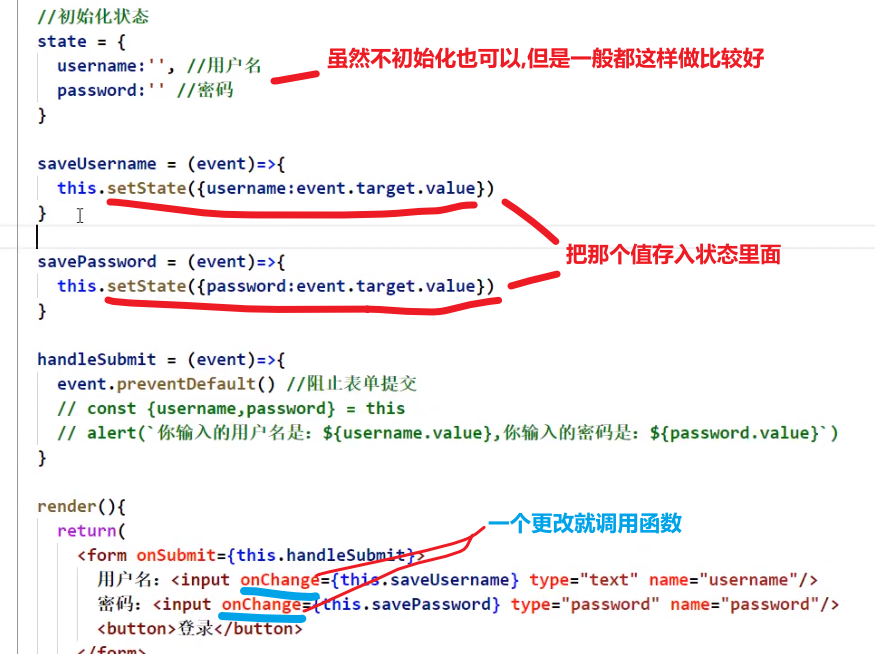 //初始化状态
state = {
username:'', //用户名
虽然不初始化也可以,但是一般都这样做比较好
password:'' //密码
}
saveUsername = (event)=>{
this.setState({username:event.target.value})
}
把那个值存入状态里面
savePassword = (event)=>{
this.setState({password:event.target.value})
}
handleSubmit = (event)=>{
event.preventDefault() //阻止表单提交
// const {username,password} = this
// alert(`你输入的用户名是：${username.value},你输入的密码是：${password.value}`)
}
render(){
一个更改就调用函数
return(
<form onSubmit={this.handleSubmit}>
用户名：<input onChange={this.saveUsername} type="text" name="username"/>
密码：<input onChange={this.savePassword} type="password" name="password"/>
<button>登录</button>
</form>